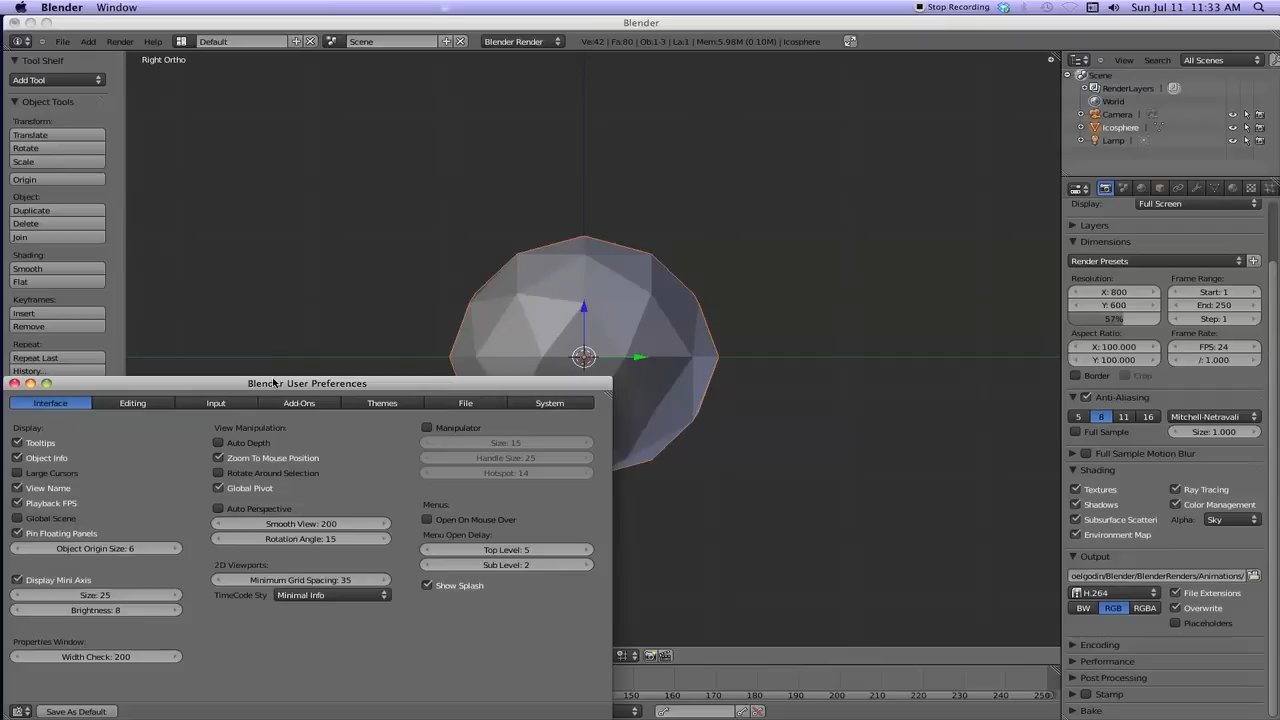 Blender Window Stop Recording Sun Jul 11 11:33 AM
Blender
File Add Render Help Default Scene Blender Render Ve:42 | Fa:80 | Ob:1-3 | La:1 | Mem:5.98M (0.10M) | Icosphere
Tool Shelf
Add Tool
Object Tools
Transform:
Translate
Rotate
Scale
Origin
Object:
Duplicate
Delete
Join
Shading:
Smooth
Flat
Keyframes:
Insert
Remove
Repeat:
Repeat Last
History...
Right Ortho
View Search All Scenes
Scene
RenderLayers
World
Camera
Icosphere
Lamp
Display: Full Screen
Layers
Dimensions
Render Presets
Resolution: Frame Range:
X: 800 Start: 1
Y: 600 End: 250
57% Step: 1
Aspect Ratio: Frame Rate:
X: 100.000 FPS: 24
Y: 100.000 /: 1.000
Border Crop
Anti-Aliasing
5 8 11 16 Mitchell-Netravali
Full Sample Size: 1.000
Full Sample Motion Blur
Shading
Textures Ray Tracing
Shadows Color Management
Subsurface Scatteri Alpha: Sky
Environment Map
Output
oelgodin/Blender/BlenderRenders/Animations/
H.264 File Extensions
BW RGB RGBA Overwrite
Placeholders
Encoding
Performance
Post Processing
Stamp
Bake
Blender User Preferences
Interface Editing Input Add-Ons Themes File System
Display: View Manipulation: Manipulator
Tooltips Auto Depth Size: 15
Object Info Zoom To Mouse Position Handle Size: 25
Large Cursors Rotate Around Selection Hotspot: 14
View Name Global Pivot
Playback FPS Auto Perspective Menus:
Global Scene Smooth View: 200 Open On Mouse Over
Pin Floating Panels Rotation Angle: 15 Menu Open Delay:
Object Origin Size: 6 Top Level: 5
2D Viewports: Sub Level: 2
Display Mini Axis Minimum Grid Spacing: 35 Show Splash
Size: 25 TimeCode Sty Minimal Info
Brightness: 8
Properties Window:
Width Check: 200
Save As Default
150 160 170 180 190 200 210 220 230 240 250